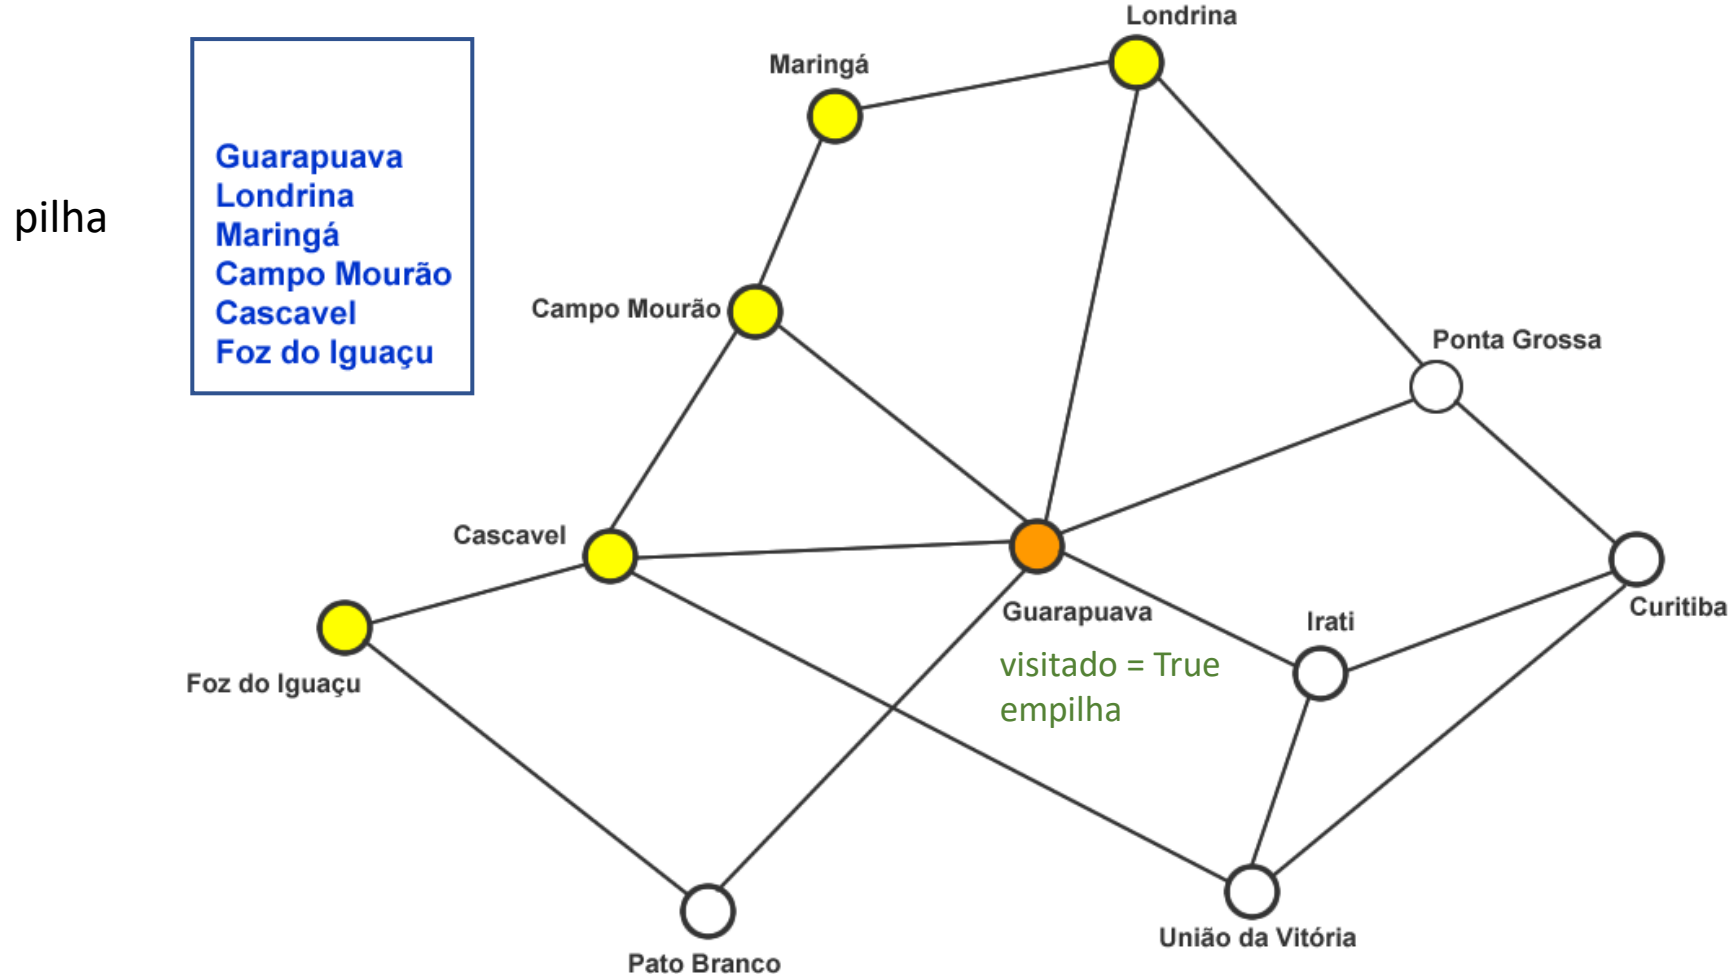 pilha
Guarapuava
Londrina
Maringá
Campo Mourão
Cascavel
Foz do Iguaçu
Londrina
Maringá
Campo Mourão
Ponta Grossa
Cascavel
Guarapuava
Irati
Curitiba
visitado = True
empilha
Foz do Iguaçu
União da Vitória
Pato Branco